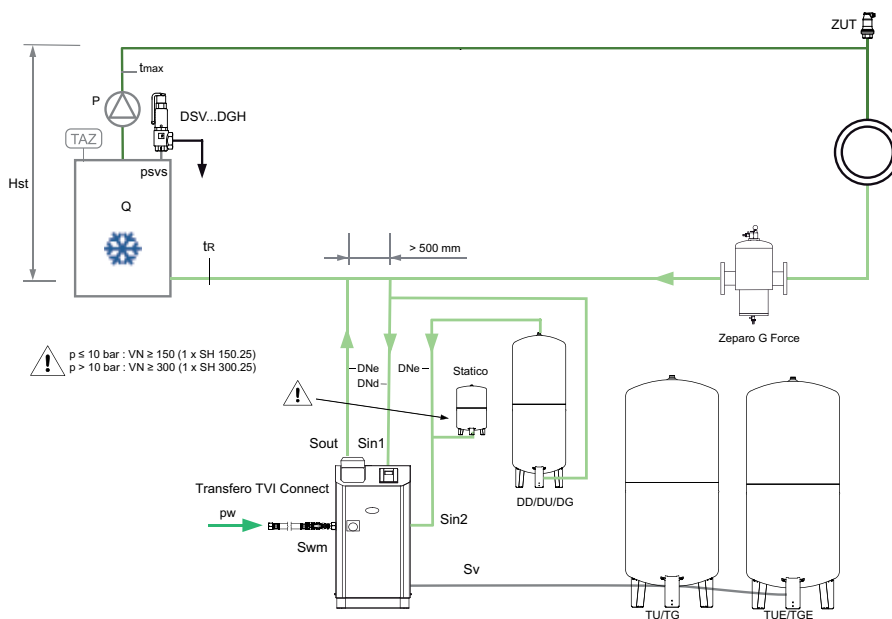 ZUT
tmax
P
DSV...DGH
TAZ
psvs
Hst
Q
> 500 mm
tR
Zeparo G Force
p ≤ 10 bar : VN ≥ 150 (1 x SH 150.25)
p > 10 bar : VN ≥ 300 (1 x SH 300.25)
!
DNe
DNe
Statico
DNd
!
Sout
Sin1
Transfero TVI Connect
DD/DU/DG
pw
Sin2
Swm
Sv
TU/TG
TUE/TGE